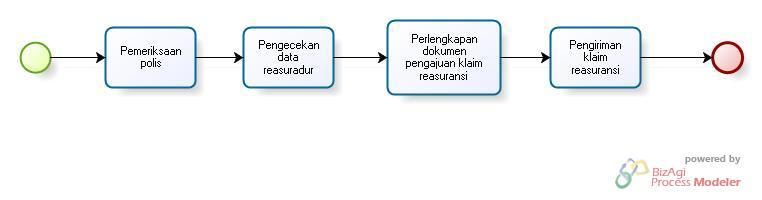 Pemeriksaan
polis
Pengecekan
data
reasuradur
Perlengkapan
dokumen
pengajuan klaim
reasuransi
Pengiriman
klaim
reasuransi
powered by
BizAgi
Process Modeler